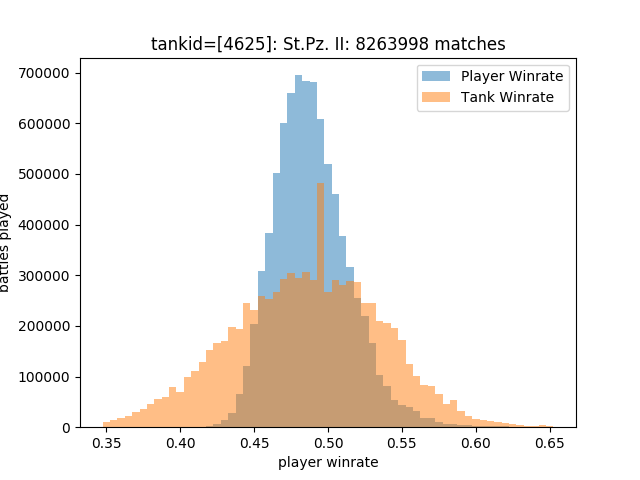 tankid=[4625]: St.Pz. II: 8263998 matches
Player Winrate
Tank Winrate
battles played
700000
600000
500000
400000
300000
200000
100000
0
0.35 0.40 0.45 0.50 0.55 0.60 0.65
player winrate